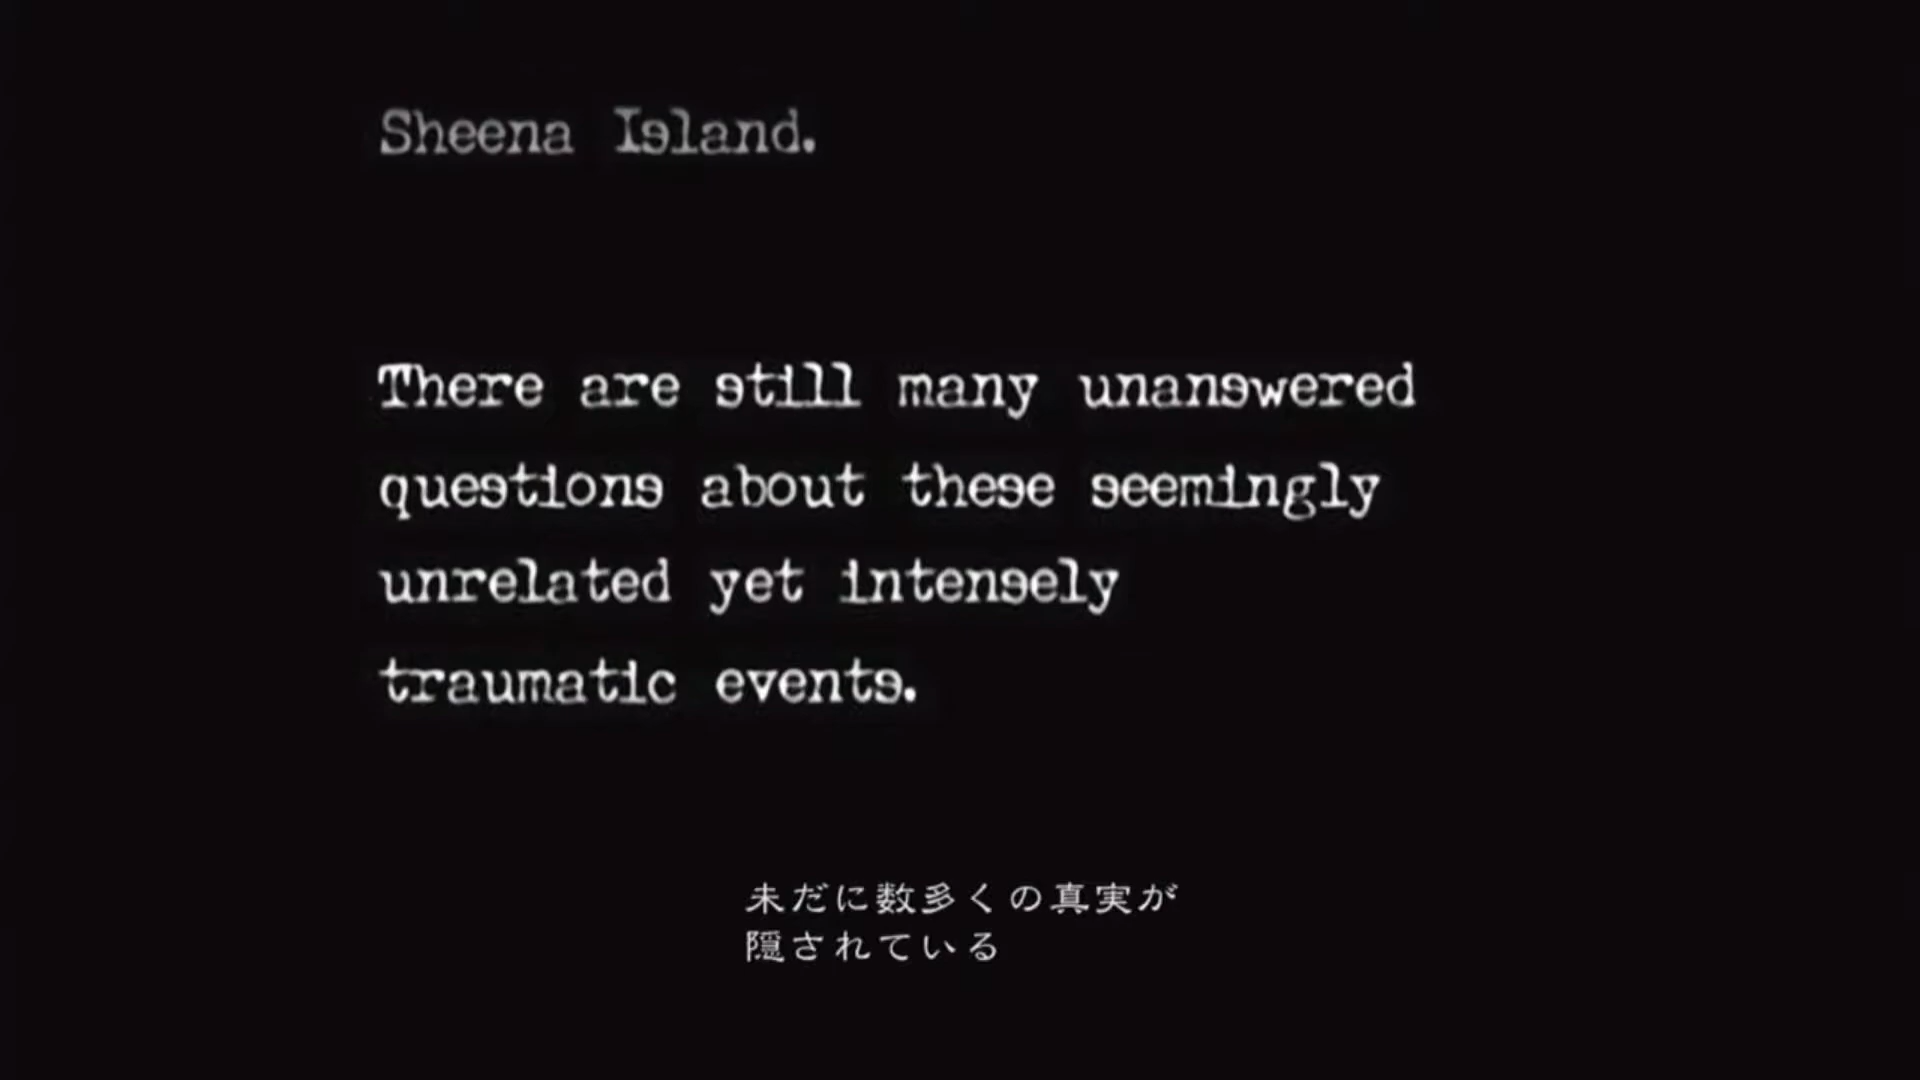 Sheena Island.
There are still many unanswered
questions about these seemingly
unrelated yet intensely
traumatic events.
未だに数多くの真実が
隠されている